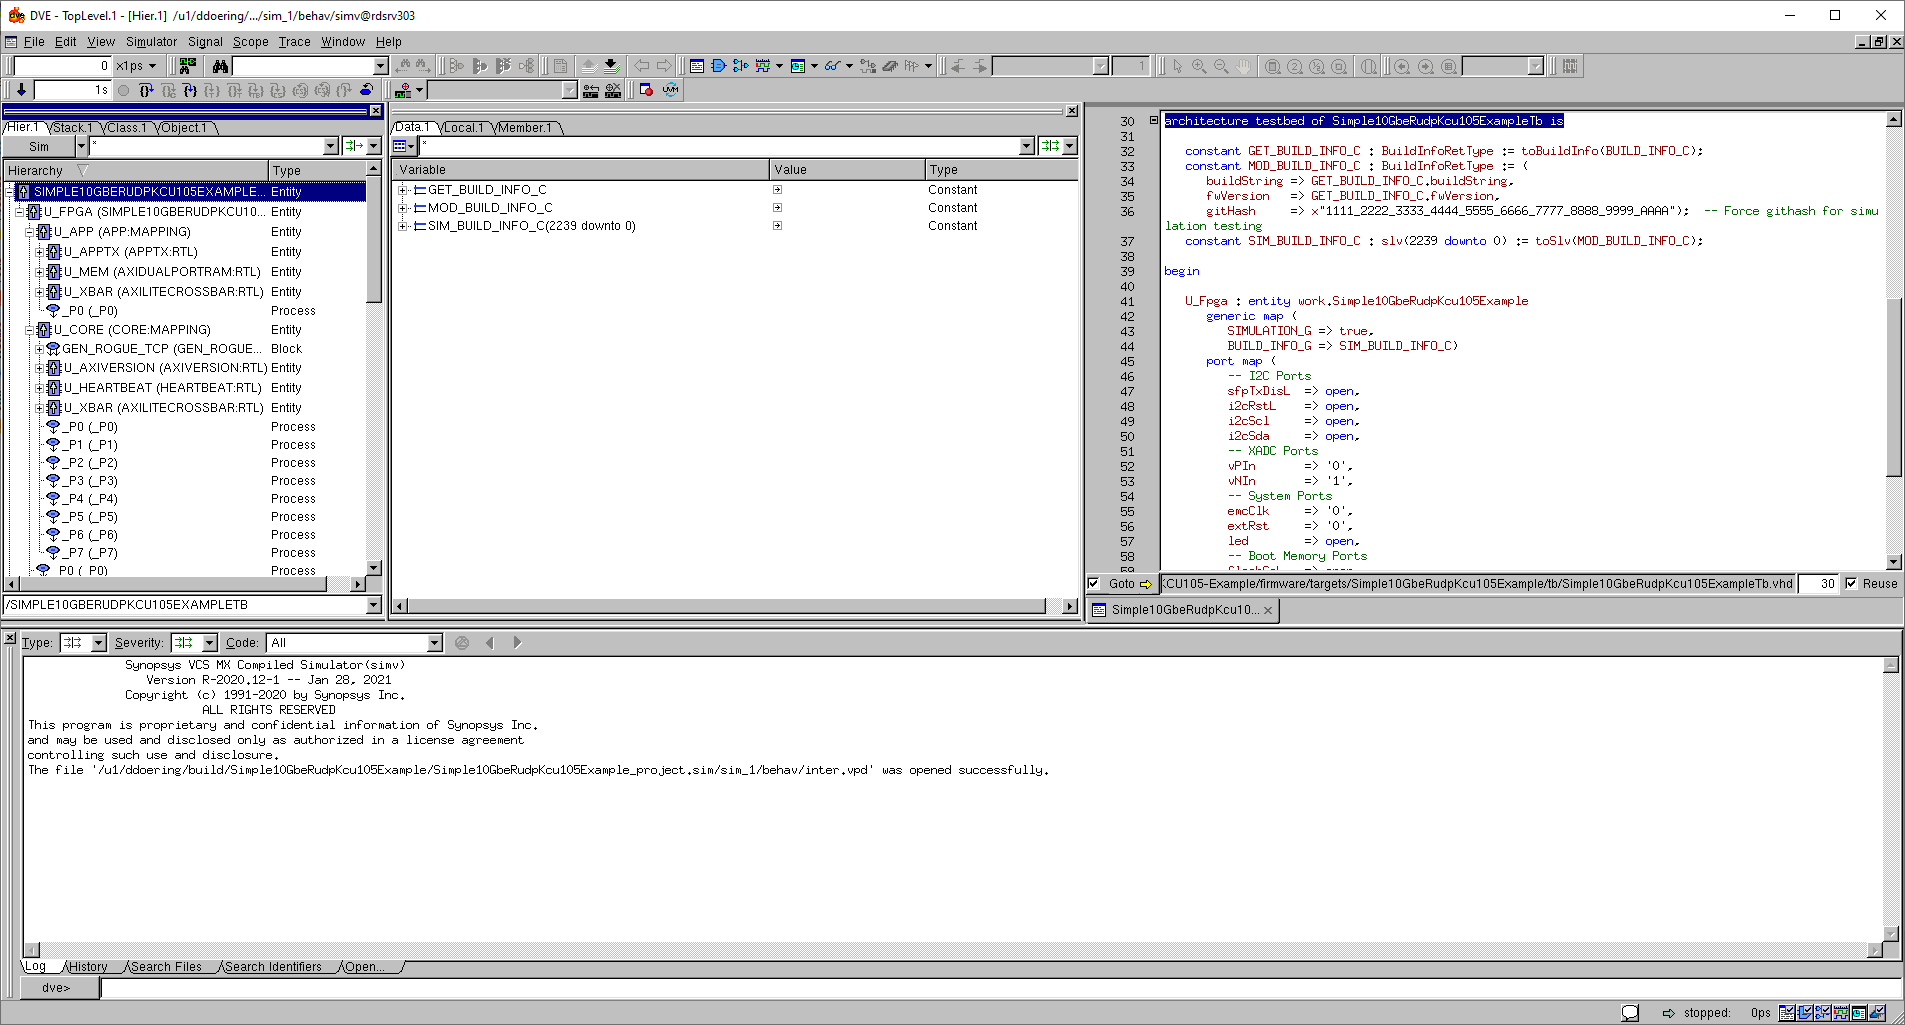 DVE - TopLevel.1 - [Hier.1]  /u1/ddoering/.../sim_1/behav/simv@rdsrv303
File Edit View Simulator Signal Scope Trace Window Help
0 x1ps 1
1s
Hier.1 Stack.1 Class.1 Object.1
Sim *
Hierarchy Type
SIMPLE10GBERUDPKCU105EXAMPLE... Entity
U_FPGA (SIMPLE10GBERUDPKCU10... Entity
U_APP (APP:MAPPING) Entity
U_APPTX (APPTX:RTL) Entity
U_MEM (AXIDUALPORTRAM:RTL) Entity
U_XBAR (AXILITECROSSBAR:RTL) Entity
_P0 (_P0) Process
U_CORE (CORE:MAPPING) Entity
GEN_ROGUE_TCP (GEN_ROGUE... Block
U_AXIVERSION (AXIVERSION:RTL) Entity
U_HEARTBEAT (HEARTBEAT:RTL) Entity
U_XBAR (AXILITECROSSBAR:RTL) Entity
_P0 (_P0) Process
_P1 (_P1) Process
_P2 (_P2) Process
_P3 (_P3) Process
_P4 (_P4) Process
_P5 (_P5) Process
_P6 (_P6) Process
_P7 (_P7) Process
_P0 (_P0) Process
/SIMPLE10GBERUDPKCU105EXAMPLETB
Data.1 Local.1 Member.1
*
Variable Value Type
GET_BUILD_INFO_C Constant
MOD_BUILD_INFO_C Constant
SIM_BUILD_INFO_C(2239 downto 0) Constant
30 architecture testbed of Simple10GbeRudpKcu105ExampleTb is
31
32 constant GET_BUILD_INFO_C : BuildInfoRetType := toBuildInfo(BUILD_INFO_C);
33 constant MOD_BUILD_INFO_C : BuildInfoRetType := (
34 buildString => GET_BUILD_INFO_C.buildString,
35 fwVersion => GET_BUILD_INFO_C.fwVersion,
36 gitHash => x"1111_2222_3333_4444_5555_6666_7777_8888_9999_AAAA"); -- Force githash for simu
lation testing
37 constant SIM_BUILD_INFO_C : slv(2239 downto 0) := toSlv(MOD_BUILD_INFO_C);
38
39 begin
40
41 U_Fpga : entity work.Simple10GbeRudpKcu105Example
42 generic map (
43 SIMULATION_G => true,
44 BUILD_INFO_G => SIM_BUILD_INFO_C)
45 port map (
46 -- I2C Ports
47 sfpTxDisL => open,
48 i2cRstL => open,
49 i2cScl => open,
50 i2cSda => open,
51 -- XADC Ports
52 vPIn => '0',
53 vNIn => '1',
54 -- System Ports
55 emcClk => '0',
56 extRst => '0',
57 led => open,
58 -- Boot Memory Ports
59
Goto CU105-Example/firmware/targets/Simple10GbeRudpKcu105Example/tb/Simple10GbeRudpKcu105ExampleTb.vhd 30 Reuse
Simple10GbeRudpKcu10...
Type: Severity: Code: All
Synopsys VCS MX Compiled Simulator(simv)
Version R-2020.12-1 -- Jan 28, 2021
Copyright (c) 1991-2020 by Synopsys Inc.
ALL RIGHTS RESERVED
This program is proprietary and confidential information of Synopsys Inc.
and may be used and disclosed only as authorized in a license agreement
controlling such use and disclosure.
The file '/u1/ddoering/build/Simple10GbeRudpKcu105Example/Simple10GbeRudpKcu105Example_project.sim/sim_1/behav/inter.vpd' was opened successfully.
Log History Search Files Search Identifiers Open...
dve>
stopped: 0ps